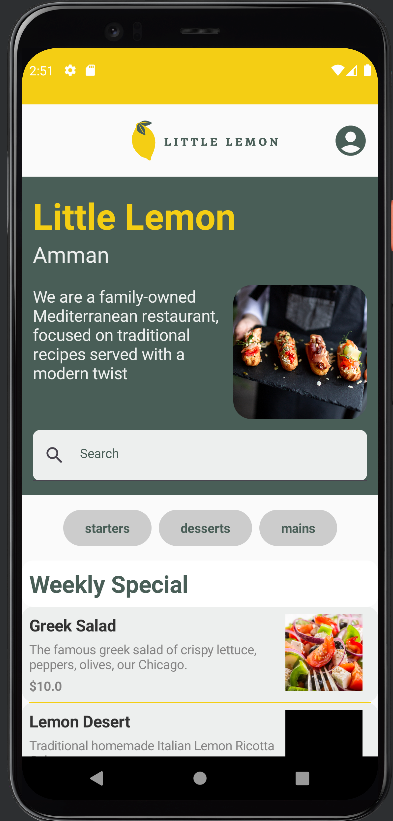 2:51
LITTLE LEMON
Little Lemon
Amman
We are a family-owned
Mediterranean restaurant,
focused on traditional
recipes served with a
modern twist
Search
starters desserts mains
Weekly Special
Greek Salad
The famous greek salad of crispy lettuce,
peppers, olives, our Chicago.
$10.0
Lemon Desert
Traditional homemade Italian Lemon Ricotta